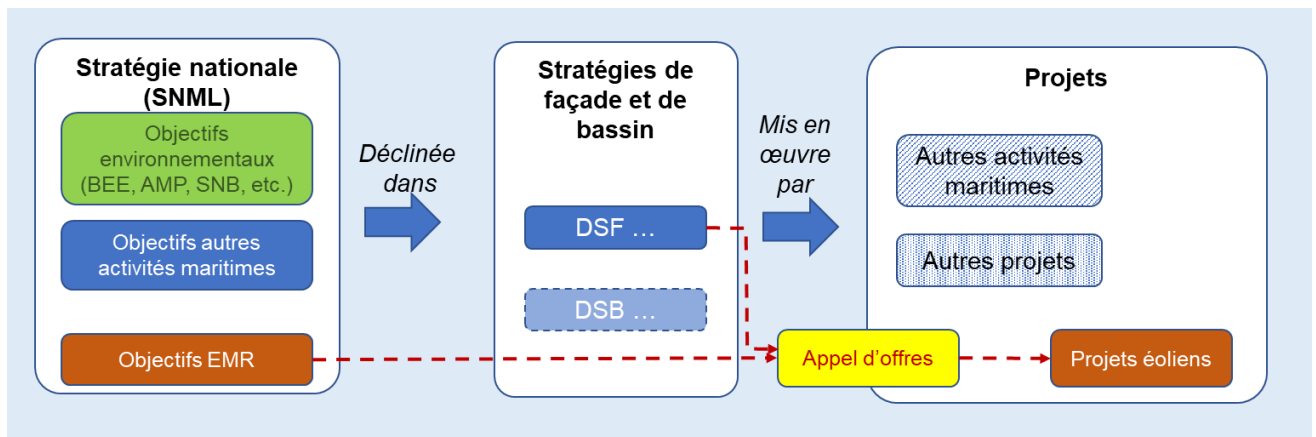 Stratégie nationale
(SNML)
Objectifs
environnementaux
(BEE, AMP, SNB, etc.)
Objectifs autres
activités maritimes
Objectifs EMR
Déclinée
dans
Stratégies de
façade et de
bassin
DSF …
DSB …
Mis en
œuvre
par
Projets
Autres activités
maritimes
Autres projets
Appel d’offres
Projets éoliens